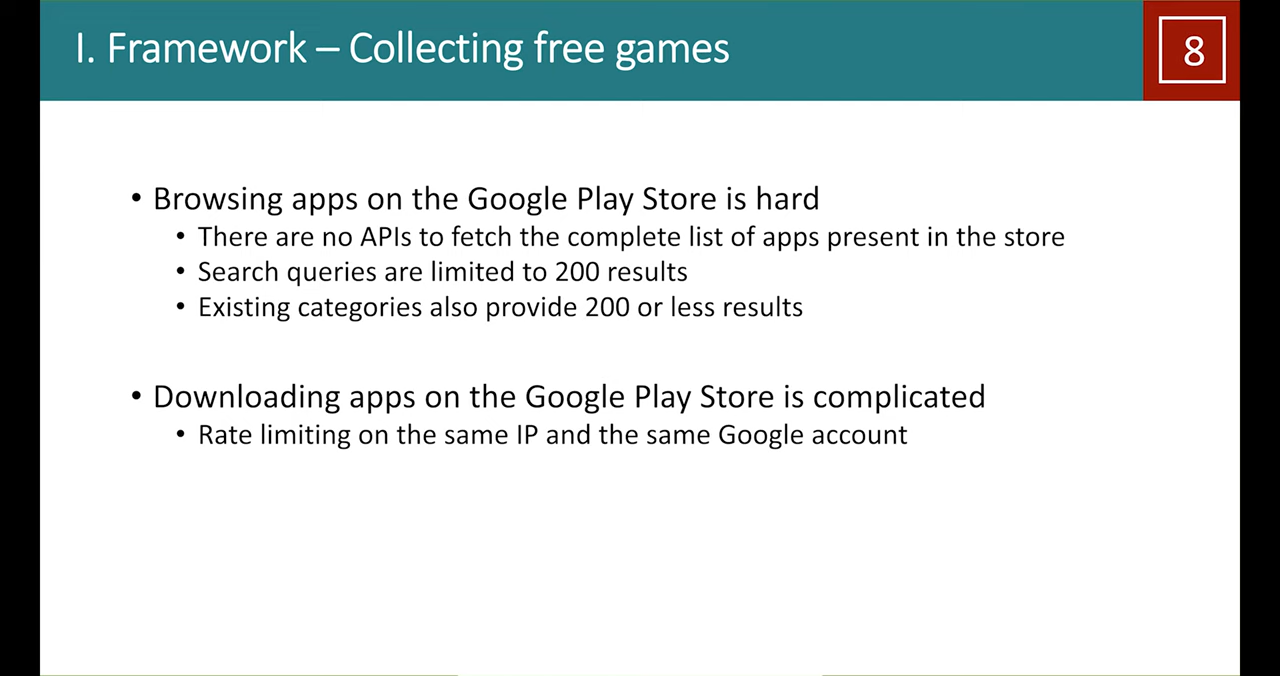 I. Framework – Collecting free games
8
• Browsing apps on the Google Play Store is hard
• There are no APIs to fetch the complete list of apps present in the store
• Search queries are limited to 200 results
• Existing categories also provide 200 or less results
• Downloading apps on the Google Play Store is complicated
• Rate limiting on the same IP and the same Google account